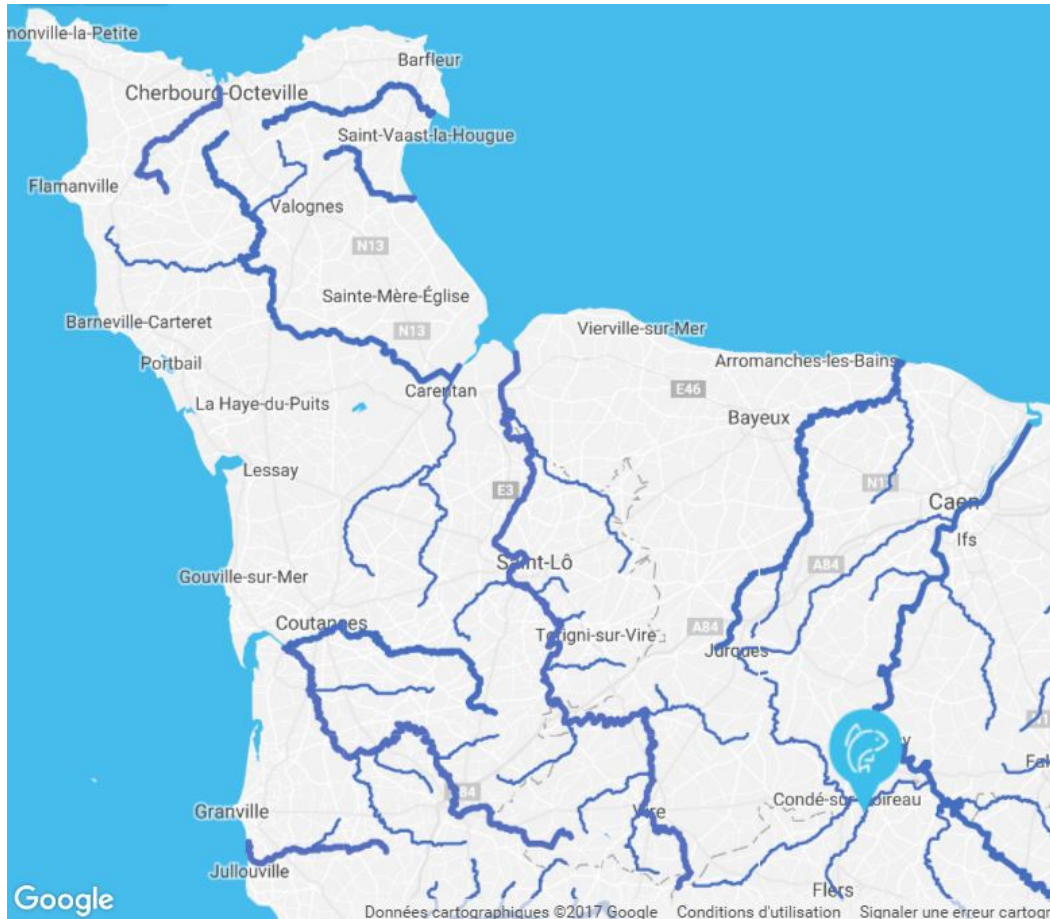 monville-la-Petite
Barfleur
Cherbourg-Octeville
Saint-Vaast-la-Hougue
Flamanville
Valognes
N13
Sainte-Mère-Église
Barneville-Carteret
N13
Vierville-sur-Mer
Portbail
Arromanches-les-Bains
Carentan
E46
La Haye-du-Puits
Bayeux
Lessay
E3
N13
Caen
Ifs
Saint-Lô
A84
Gouville-sur-Mer
Coutances
Torigni-sur-Vire
A84
Jurques
Granville
Vire
Condé-sur-Noireau
Jullouville
Flers
Google
Données cartographiques ©2017 Google
Conditions d'utilisation
Signaler une erreur cartogr